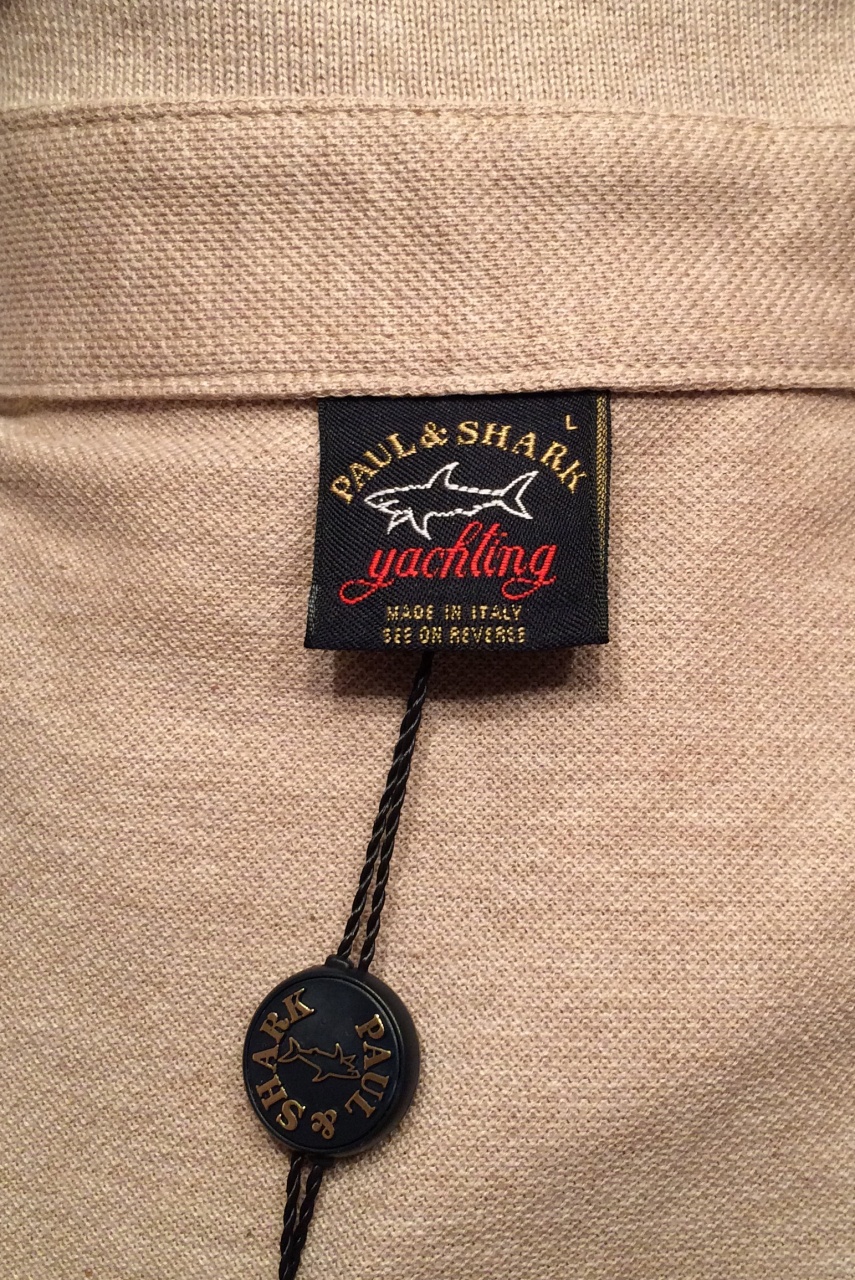 L
PAUL & SHARK
yachting
MADE IN ITALY
SEE ON REVERSE
PAUL & SHARK